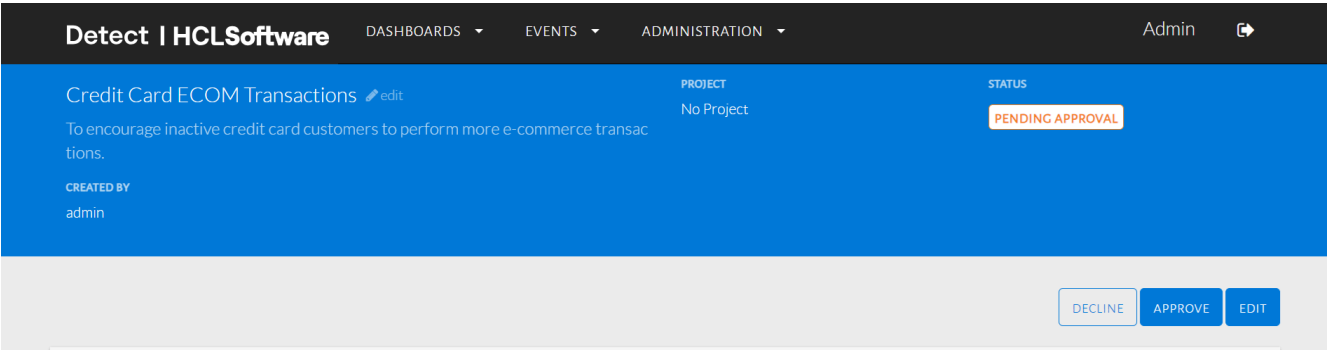 Detect | HCLSoftware DASHBOARDS EVENTS ADMINISTRATION Admin
Credit Card ECOM Transactions edit
To encourage inactive credit card customers to perform more e-commerce transac
tions.
CREATED BY
admin
PROJECT
No Project
STATUS
PENDING APPROVAL
DECLINE APPROVE EDIT